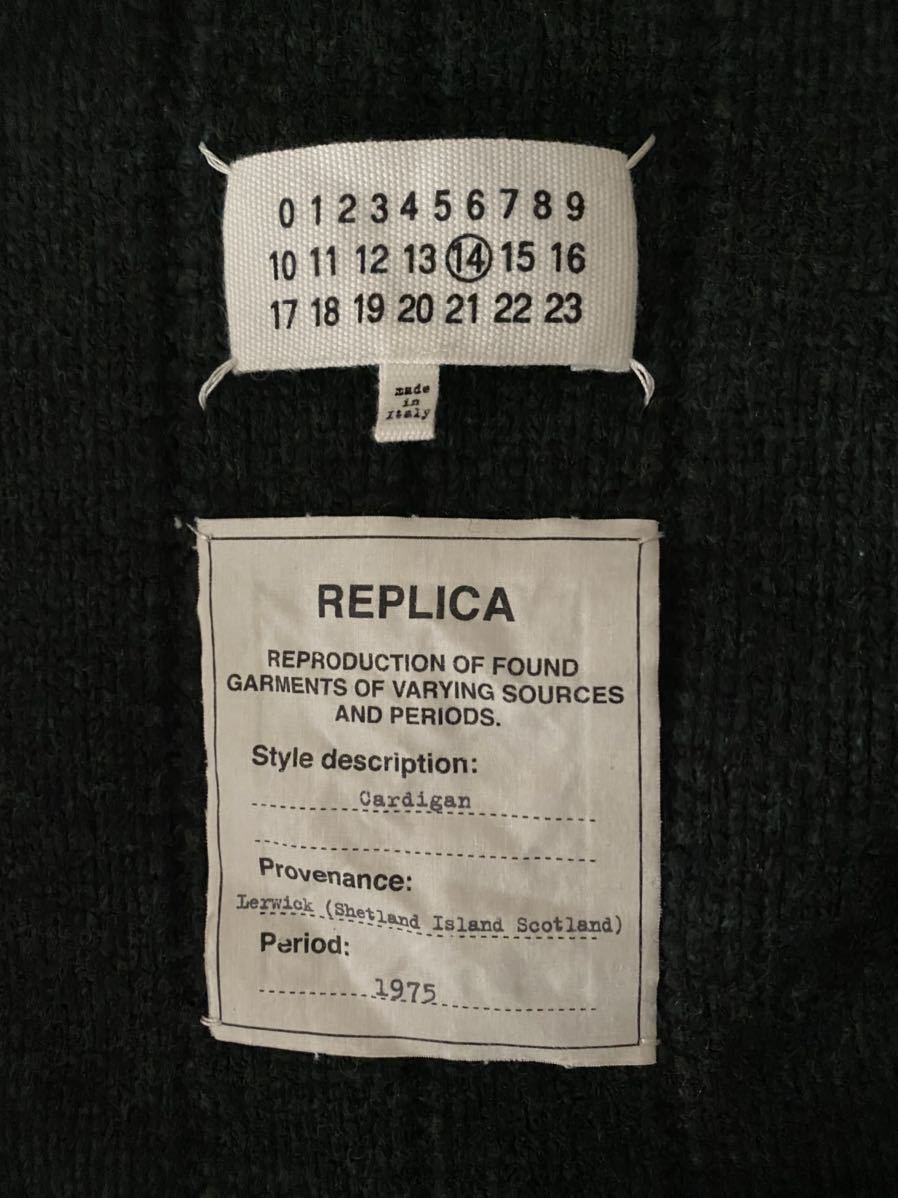 0 1 2 3 4 5 6 7 8 9
10 11 12 13 14 15 16
17 18 19 20 21 22 23
made
in
Italy
REPLICA
REPRODUCTION OF FOUND
GARMENTS OF VARYING SOURCES
AND PERIODS.
Style description:
Cardigan
Provenance:
Lerwick (Shetland Island Scotland)
Period:
1975